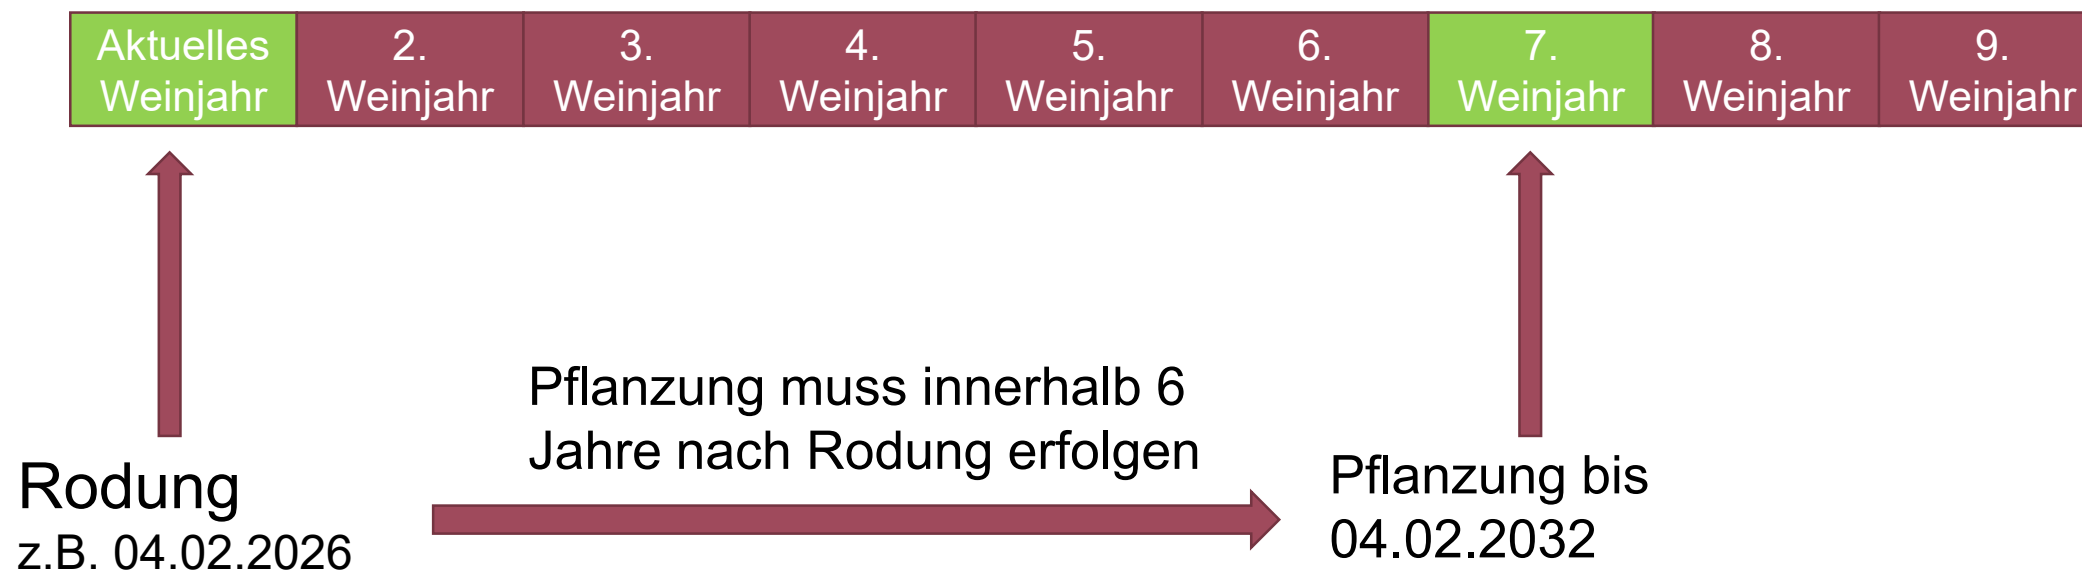 Aktuelles
Weinjahr
2.
Weinjahr
3.
Weinjahr
4.
Weinjahr
5.
Weinjahr
6.
Weinjahr
7.
Weinjahr
8.
Weinjahr
9.
Weinjahr
Pflanzung muss innerhalb 6
Jahre nach Rodung erfolgen
Rodung
z.B. 04.02.2026
Pflanzung bis
04.02.2032